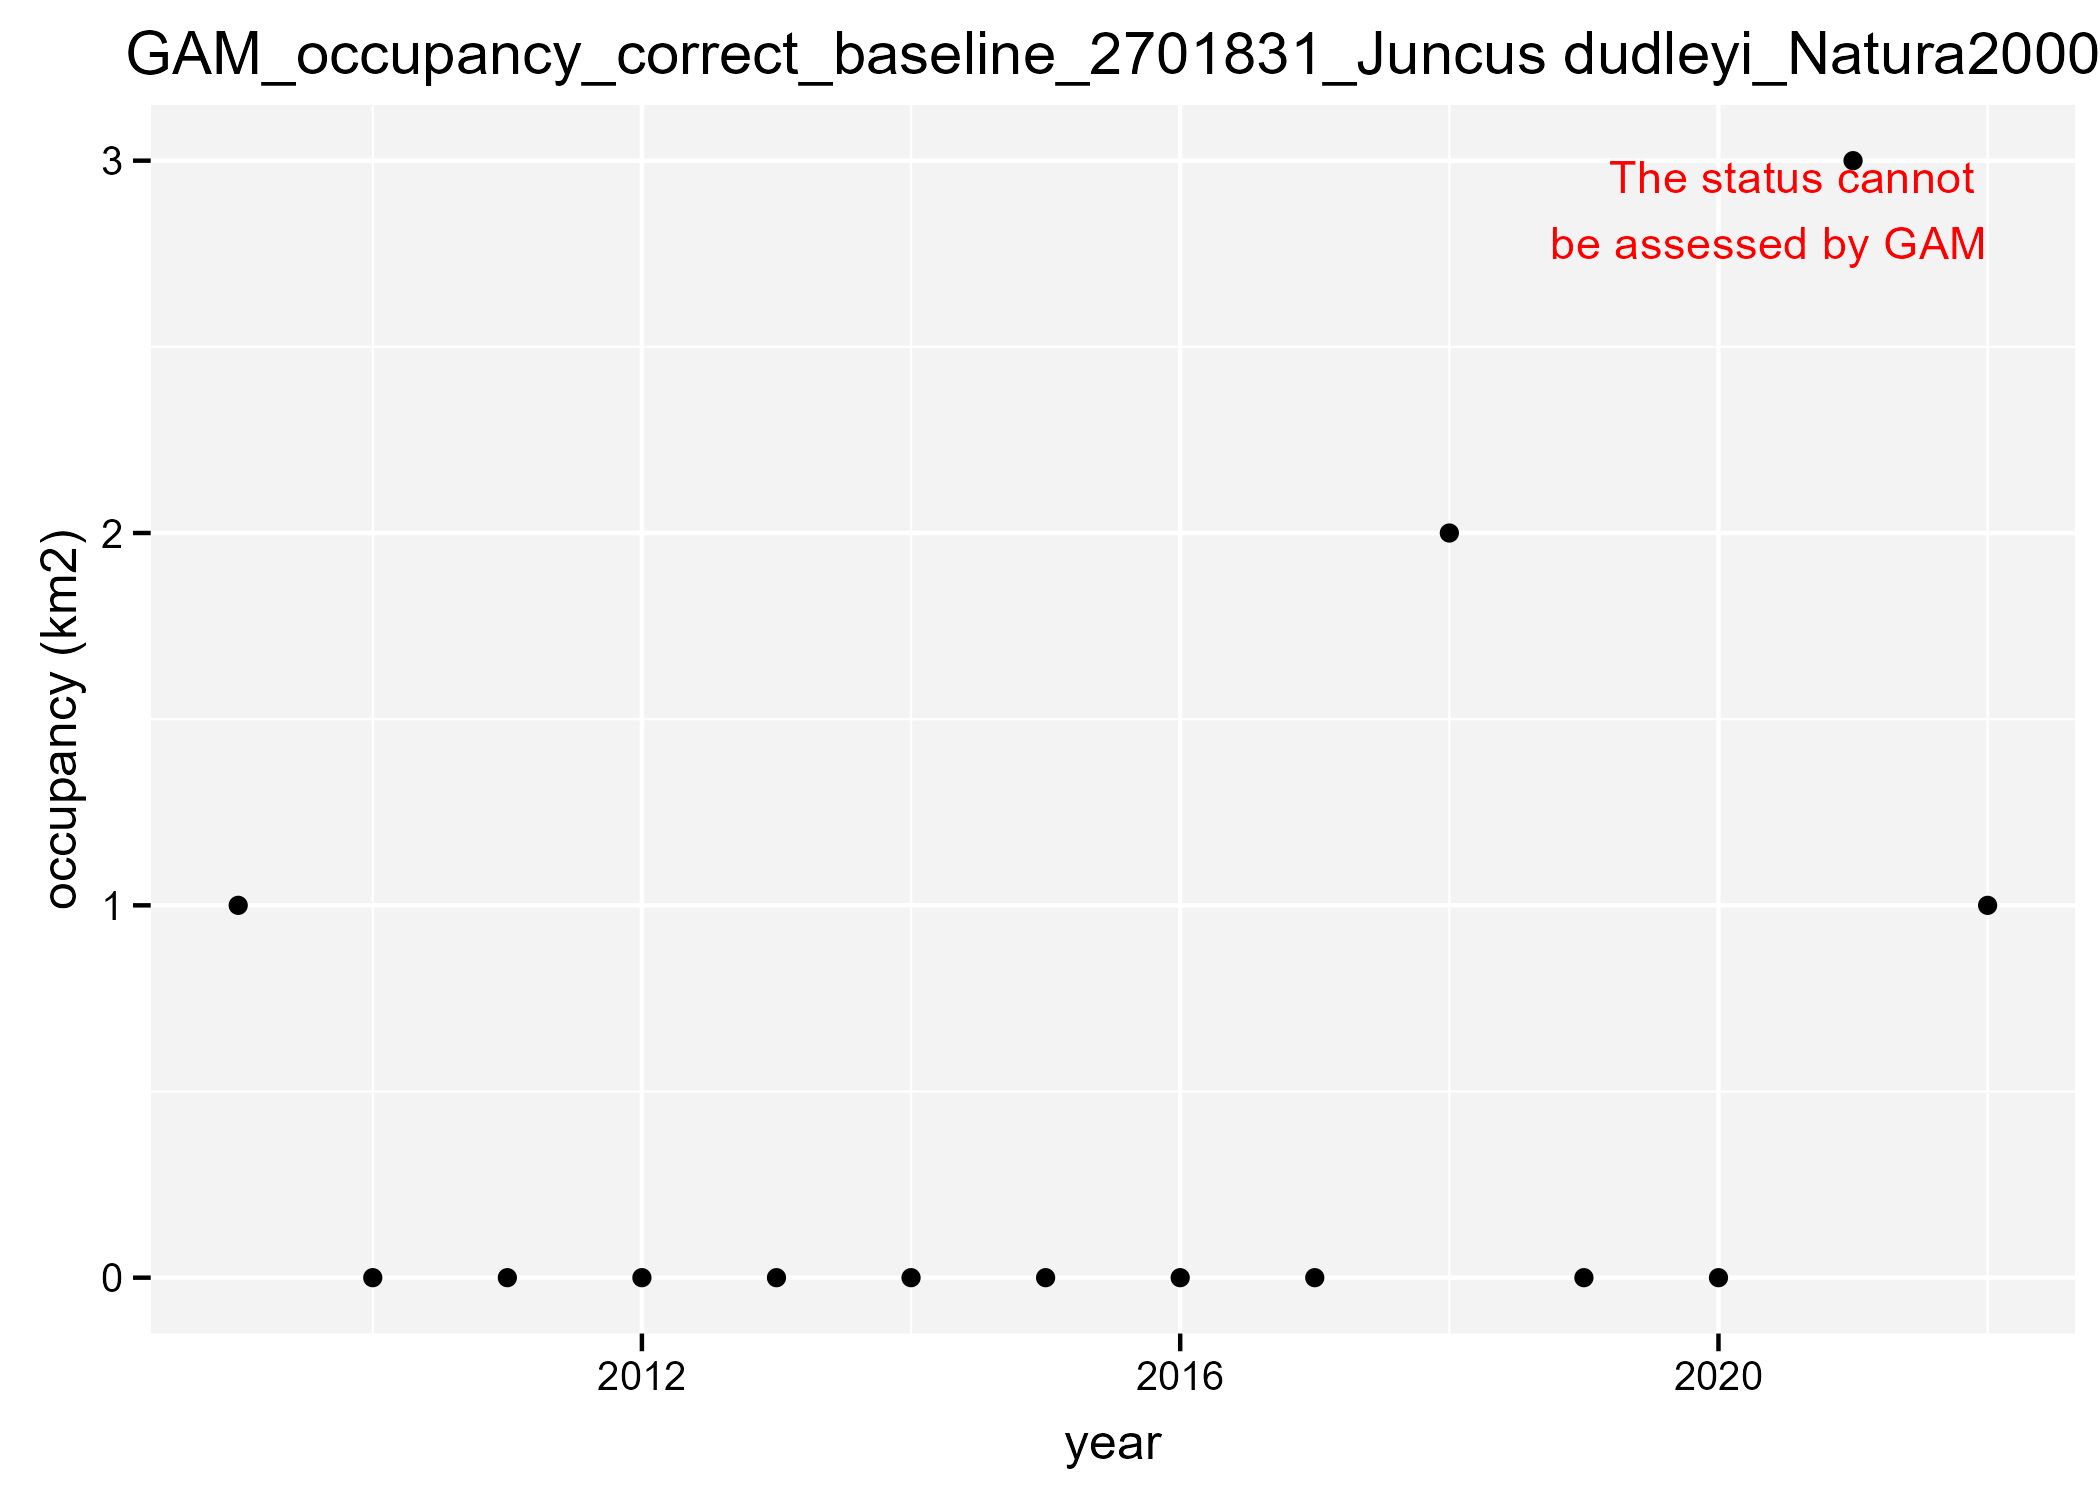 GAM_occupancy_correct_baseline_2701831_Juncus dudleyi_Natura2000
3
The status cannot
be assessed by GAM
2
occupancy (km2)
1
0
2012 2016 2020
year